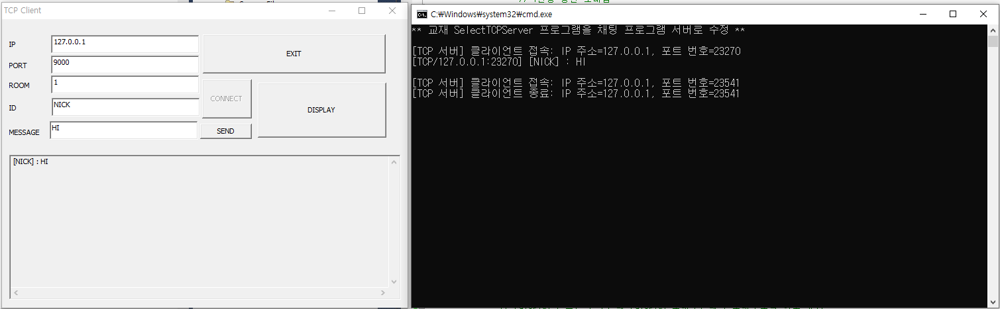 TCP Client
IP
127.0.0.1
EXIT
PORT
9000
ROOM
1
CONNECT
ID
NICK
DISPLAY
MESSAGE
HI
SEND
[NICK] : HI
C:\Windows\system32\cmd.exe
** 교재 SelectTCPServer 프로그램을 채팅 프로그램 서버로 수정 **
[TCP 서버] 클라이언트 접속: IP 주소=127.0.0.1, 포트 번호=23270
[TCP/127.0.0.1:23270] [NICK] : HI
[TCP 서버] 클라이언트 접속: IP 주소=127.0.0.1, 포트 번호=23541
[TCP 서버] 클라이언트 종료: IP 주소=127.0.0.1, 포트 번호=23541